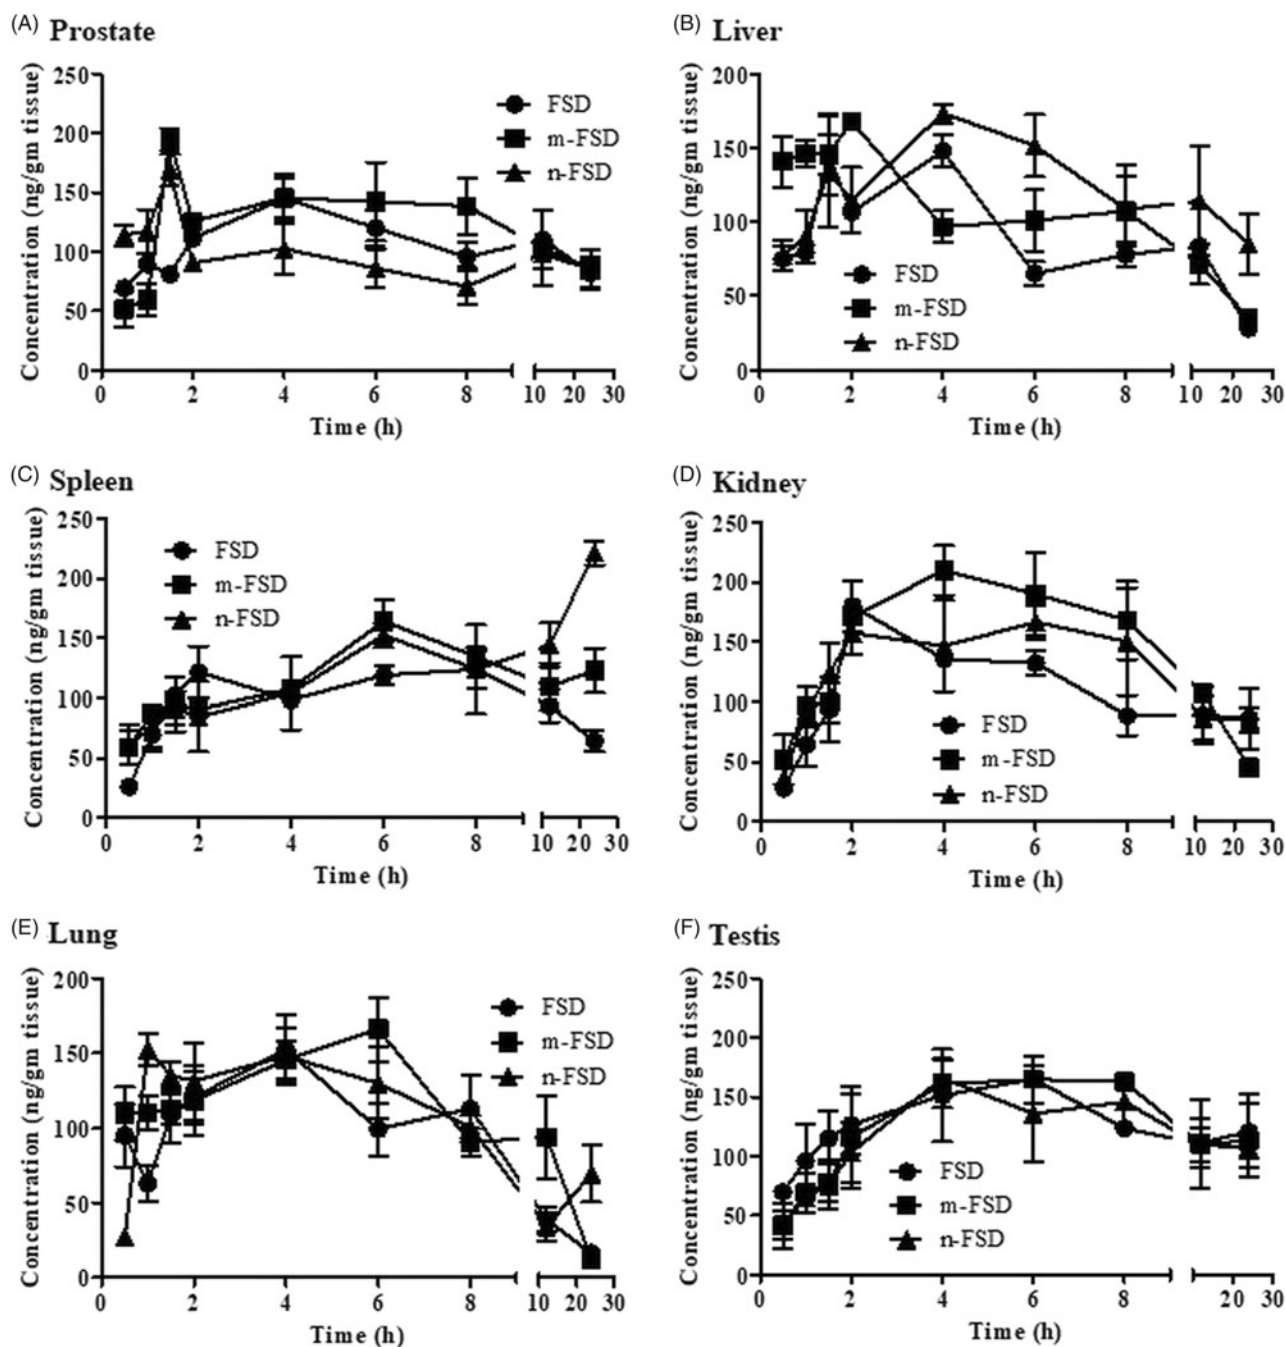 (A) Prostate
Concentration (ng/gm tissue)
250
200
150
100
50
0
FSD
m-FSD
n-FSD
0 2 4 6 8 10 20 30
Time (h)
(B) Liver
Concentration (ng/gm tissue)
200
150
100
50
0
FSD
m-FSD
n-FSD
0 2 4 6 8 10 20 30
Time (h)
(C) Spleen
Concentration (ng/gm tissue)
250
200
150
100
50
0
FSD
m-FSD
n-FSD
2 4 6 8 10 20 30
Time (h)
(D) Kidney
Concentration (ng/gm tissue)
250
200
150
100
50
0
FSD
m-FSD
n-FSD
0 2 4 6 8 10 20 30
Time (h)
(E) Lung
Concentration (ng/gm tissue)
200
150
100
50
0
FSD
m-FSD
n-FSD
0 2 4 6 8 10 20 30
Time (h)
(F) Testis
Concentration (ng/gm tissue)
250
200
150
100
50
0
FSD
m-FSD
n-FSD
0 2 4 6 8 10 20 30
Time (h)